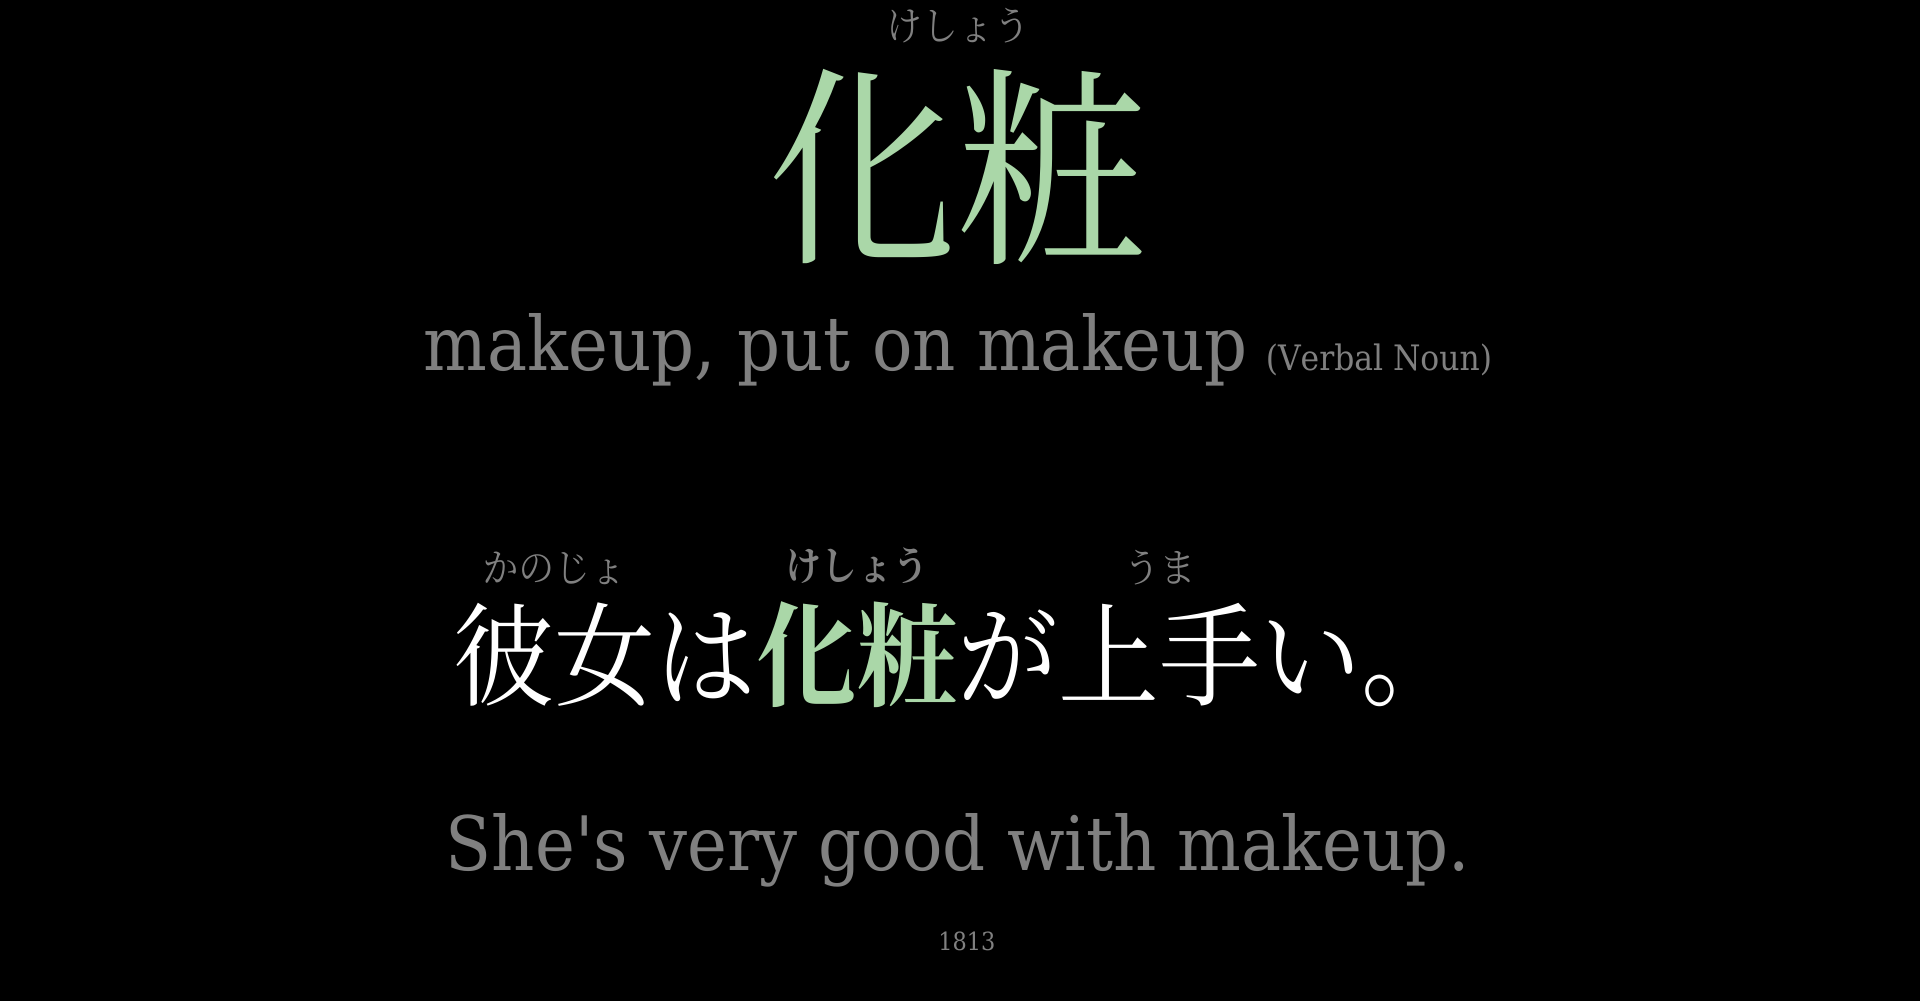 けしょう
化粧
makeup, put on makeup (Verbal Noun)
かのじょ けしょう うま
彼女は化粧が上手い。
She's very good with makeup.
1813